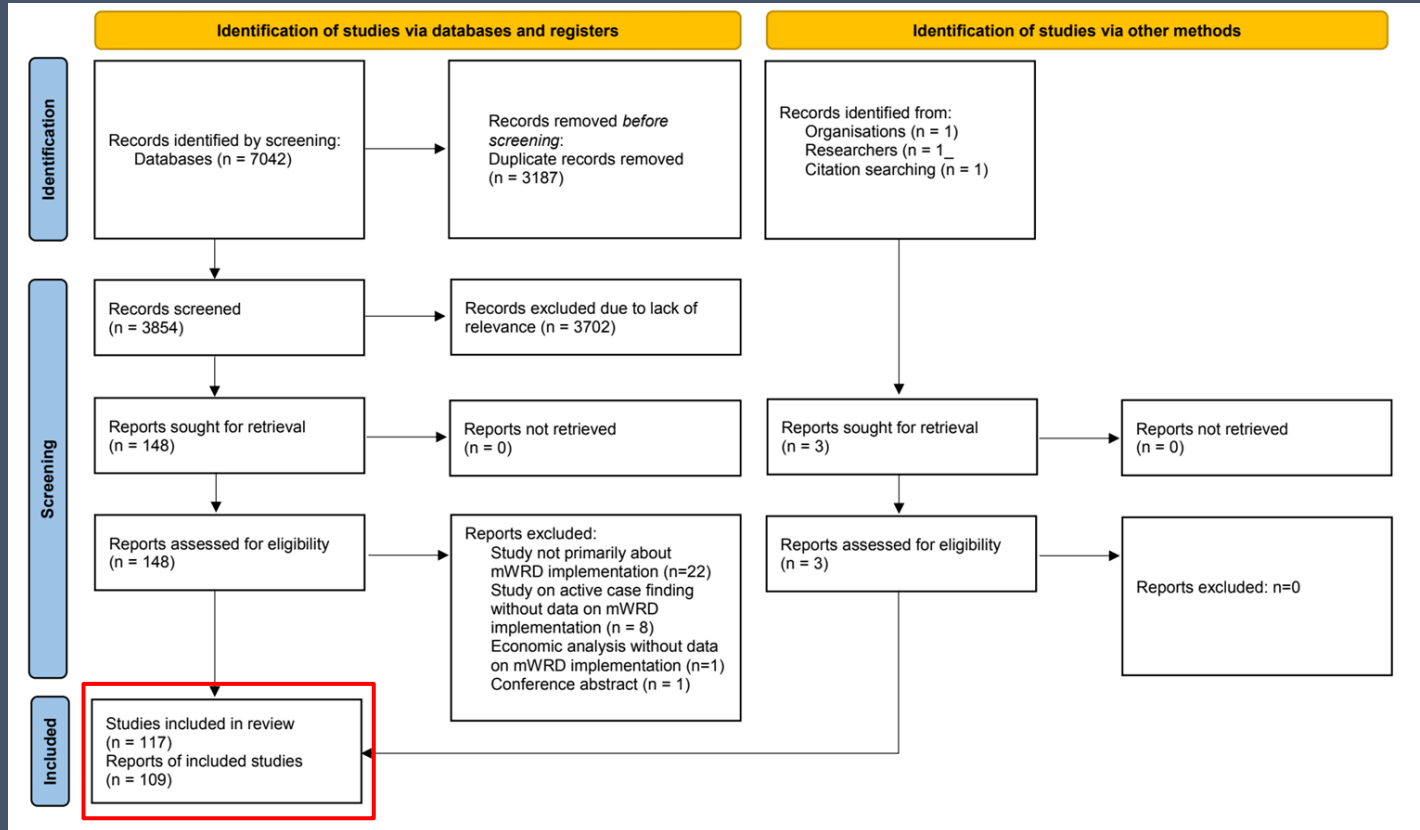 Identification of studies via databases and registers
Identification of studies via other methods
Identification
Records identified by screening:
Databases (n = 7042)
Records removed before
screening:
Duplicate records removed
(n = 3187)
Records identified from:
Organisations (n = 1)
Researchers (n = 1_
Citation searching (n = 1)
Screening
Records screened
(n = 3854)
Records excluded due to lack of
relevance (n = 3702)
Reports sought for retrieval
(n = 148)
Reports not retrieved
(n = 0)
Reports sought for retrieval
(n = 3)
Reports not retrieved
(n = 0)
Reports assessed for eligibility
(n = 148)
Reports excluded:
Study not primarily about
mWRD implementation (n=22)
Study on active case finding
without data on mWRD
implementation (n = 8)
Economic analysis without data
on mWRD implementation (n=1)
Conference abstract (n = 1)
Reports assessed for eligibility
(n = 3)
Reports excluded: n=0
Included
Studies included in review
(n = 117)
Reports of included studies
(n = 109)